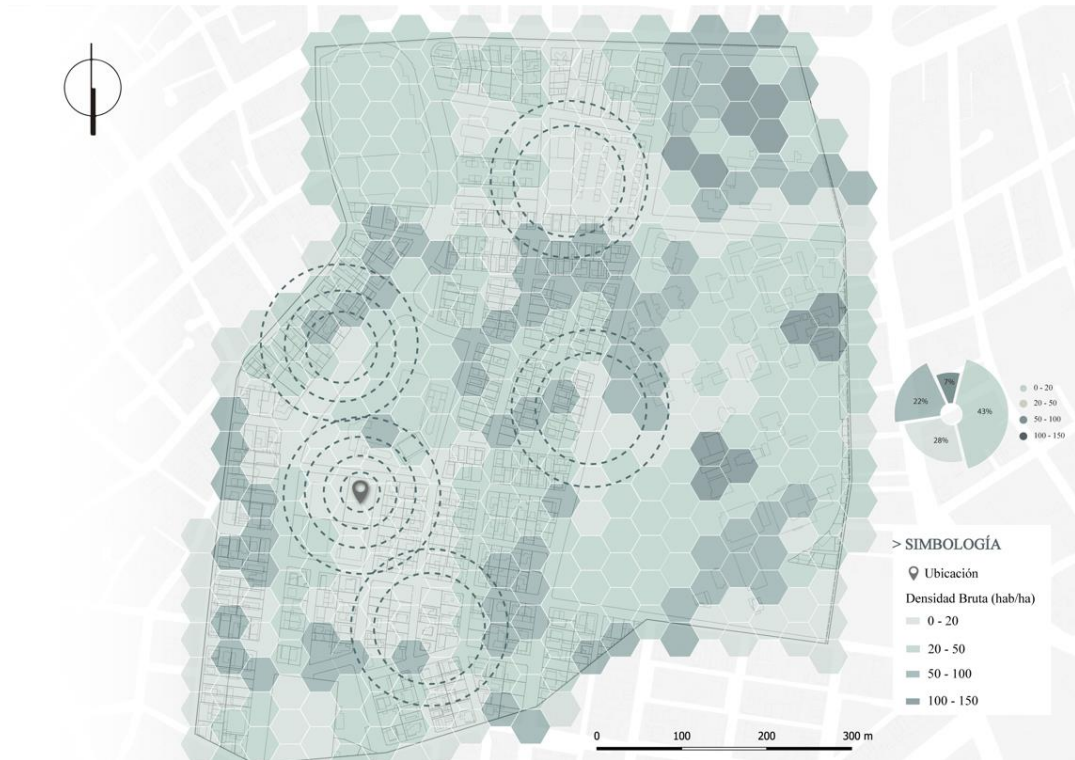 7%
22%
43%
28%
0 - 20
20 - 50
50 - 100
100 - 150
> SIMBOLOGÍA
Ubicación
Densidad Bruta (hab/ha)
0 - 20
20 - 50
50 - 100
100 - 150
0 100 200 300 m